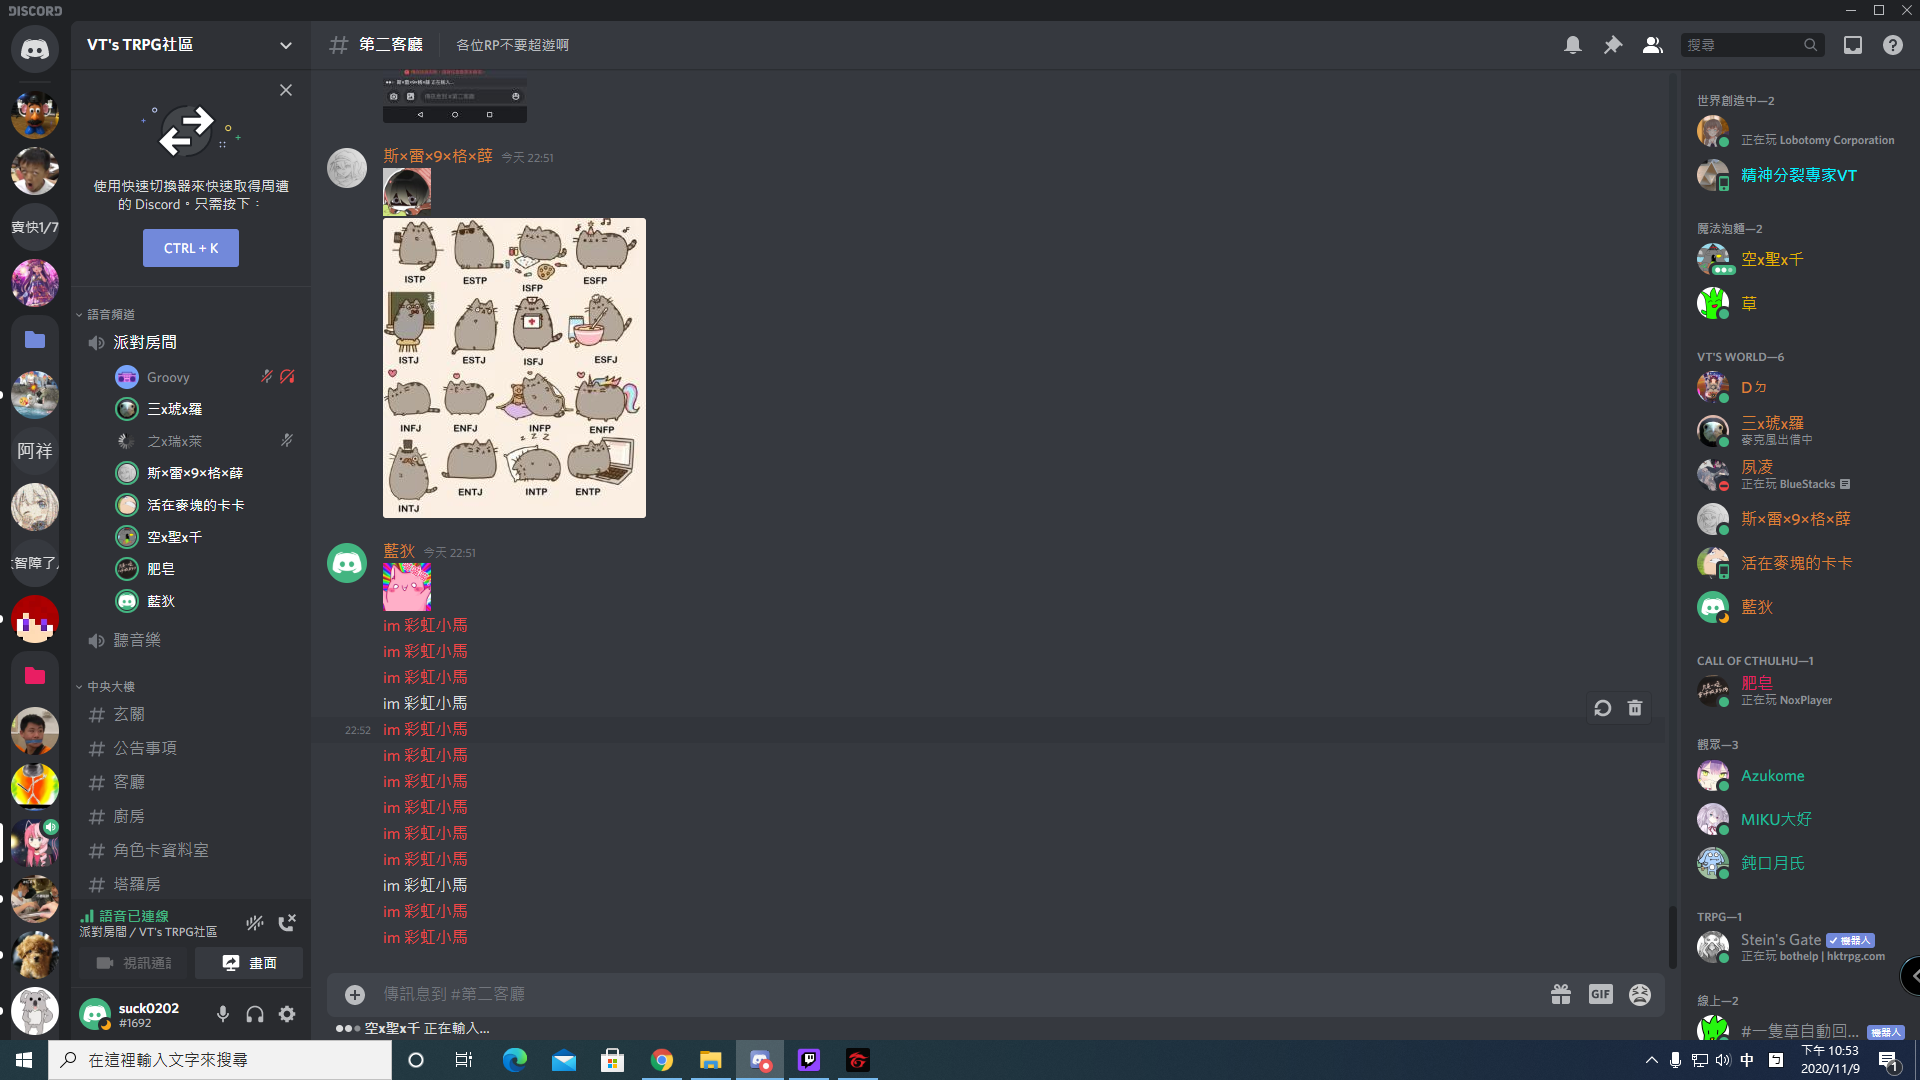 DISCORD
VT's TRPG社區
使用快速切換器來快速取得周遭
的 Discord。只需按下：
CTRL + K
賣快1/7
阿祥
智障了
語音頻道
派對房間
Groovy
三x琥x羅
之x瑞x萊
斯×雷×9×格×薛
活在麥塊的卡卡
空x聖x千
肥皂
藍狄
聽音樂
中央大樓
玄關
公告事項
客廳
廚房
角色卡資料室
塔羅房
語音已連線
派對房間 / VT's TRPG社區
視訊通話
畫面
suck0202
#1692
第二客廳
各位RP不要超遊啊
搜尋
斯×雷×9×格×薛 今天 22:51
ISTP
ESTP
ISFP
ESFP
ISTJ
ESTJ
ISFJ
ESFJ
INFJ
ENFJ
INFP
ENFP
INTJ
ENTJ
INTP
ENTP
藍狄 今天 22:51
im 彩虹小馬
im 彩虹小馬
im 彩虹小馬
im 彩虹小馬
22:52 im 彩虹小馬
im 彩虹小馬
im 彩虹小馬
im 彩虹小馬
im 彩虹小馬
im 彩虹小馬
im 彩虹小馬
im 彩虹小馬
im 彩虹小馬
傳訊息到 #第二客廳
GIF
空x聖x千 正在輸入...
世界創造中—2
正在玩 Lobotomy Corporation
精神分裂專家VT
魔法泡麵—2
空x聖x千
草
VT'S WORLD—6
Dㄉ
三x琥x羅
麥克風出借中
夙凌
正在玩 BlueStacks
斯×雷×9×格×薛
活在麥塊的卡卡
藍狄
CALL OF CTHULHU—1
肥皂
正在玩 NoxPlayer
觀眾—3
Azukome
MIKU大好
鈍口月氏
TRPG—1
Stein's Gate 機器人
正在玩 bothelp | hktrpg.com
線上—2
#一隻草自動回... 機器人
在這裡輸入文字來搜尋
中
下午 10:53
2020/11/9
1